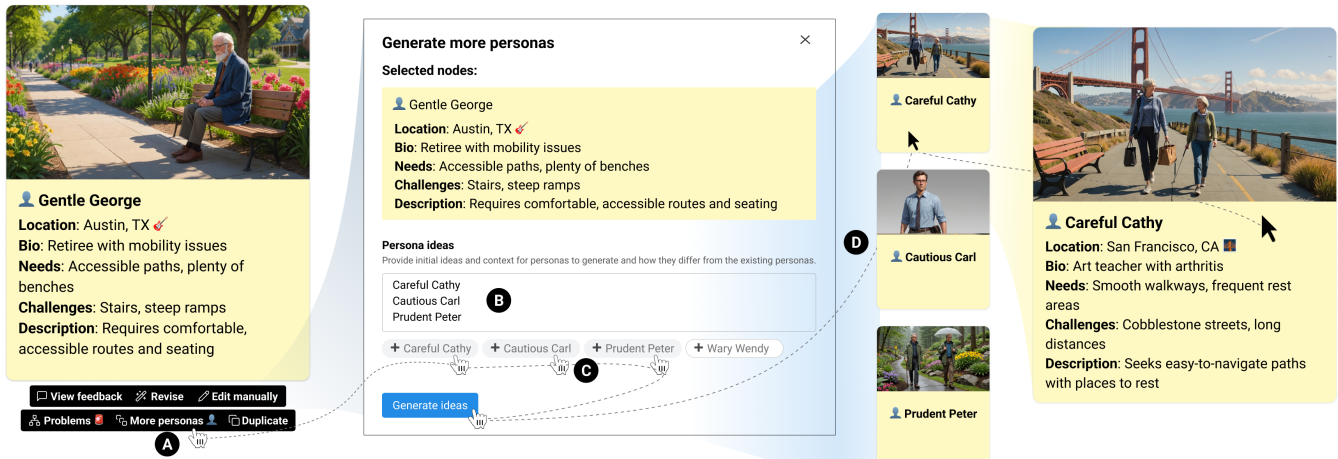 Gentle George
Location: Austin, TX 🎸
Bio: Retiree with mobility issues
Needs: Accessible paths, plenty of
benches
Challenges: Stairs, steep ramps
Description: Requires comfortable,
accessible routes and seating
View feedback Revise Edit manually
Problems More personas Duplicate
A
Generate more personas
Selected nodes:
Gentle George
Location: Austin, TX 🎸
Bio: Retiree with mobility issues
Needs: Accessible paths, plenty of benches
Challenges: Stairs, steep ramps
Description: Requires comfortable, accessible routes and seating
Persona ideas
Provide initial ideas and context for personas to generate and how they differ from the existing personas.
Careful Cathy
Cautious Carl
Prudent Peter
B
+ Careful Cathy + Cautious Carl + Prudent Peter + Wary Wendy
C
Generate ideas
D
Careful Cathy
Cautious Carl
Prudent Peter
Careful Cathy
Location: San Francisco, CA 🌉
Bio: Art teacher with arthritis
Needs: Smooth walkways, frequent rest
areas
Challenges: Cobblestone streets, long
distances
Description: Seeks easy-to-navigate paths
with places to rest